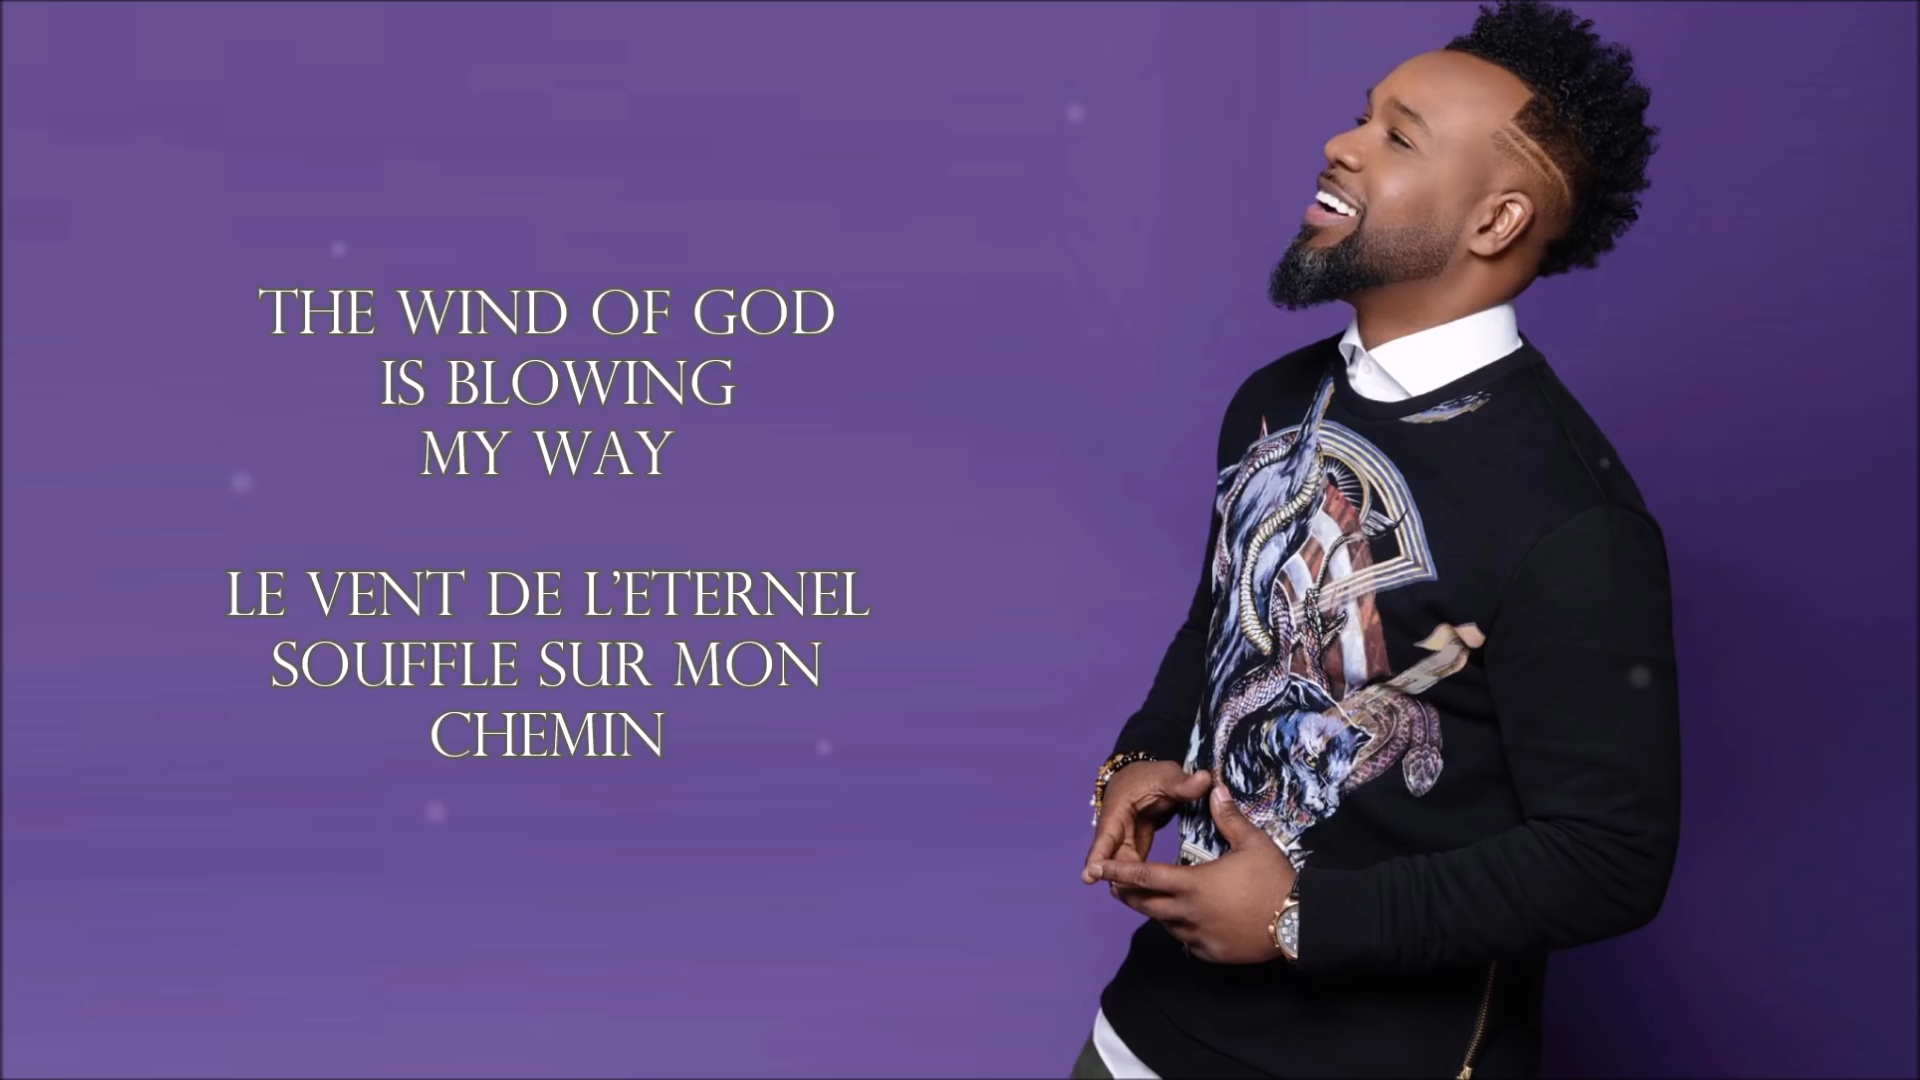 THE WIND OF GOD
IS BLOWING
MY WAY
LE VENT DE L'ETERNEL
SOUFFLE SUR MON
CHEMIN